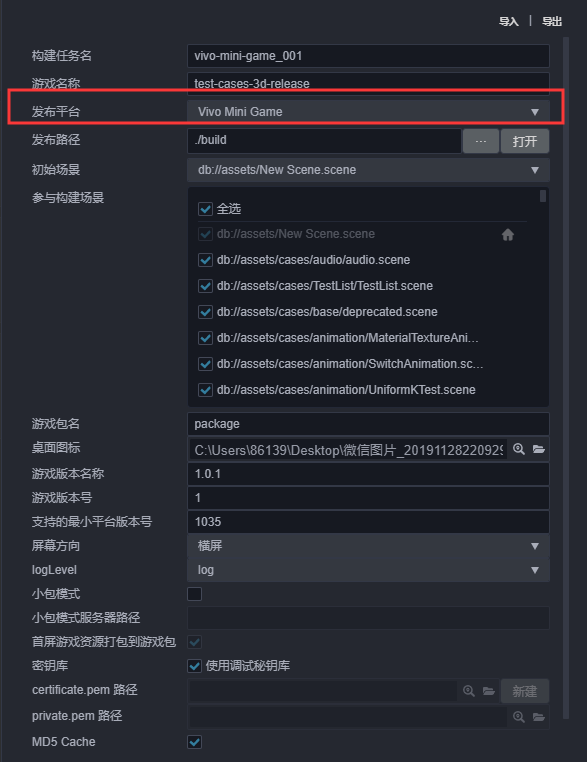 导入 | 导出
构建任务名 vivo-mini-game_001
游戏名称 test-cases-3d-release
发布平台 Vivo Mini Game
发布路径 ./build ··· 打开
初始场景 db://assets/New Scene.scene
参与构建场景
全选
db://assets/New Scene.scene
db://assets/cases/audio/audio.scene
db://assets/cases/TestList/TestList.scene
db://assets/cases/base/deprecated.scene
db://assets/cases/animation/MaterialTextureAni...
db://assets/cases/animation/SwitchAnimation.sc...
db://assets/cases/animation/UniformKTest.scene
游戏包名 package
桌面图标 C:\Users\86139\Desktop\微信图片_20191128220929
游戏版本名称 1.0.1
游戏版本号 1
支持的最小平台版本号 1035
屏幕方向 横屏
logLevel log
小包模式
小包模式服务器路径
首屏游戏资源打包到游戏包
密钥库 使用调试秘钥库
certificate.pem 路径 新建
private.pem 路径
MD5 Cache